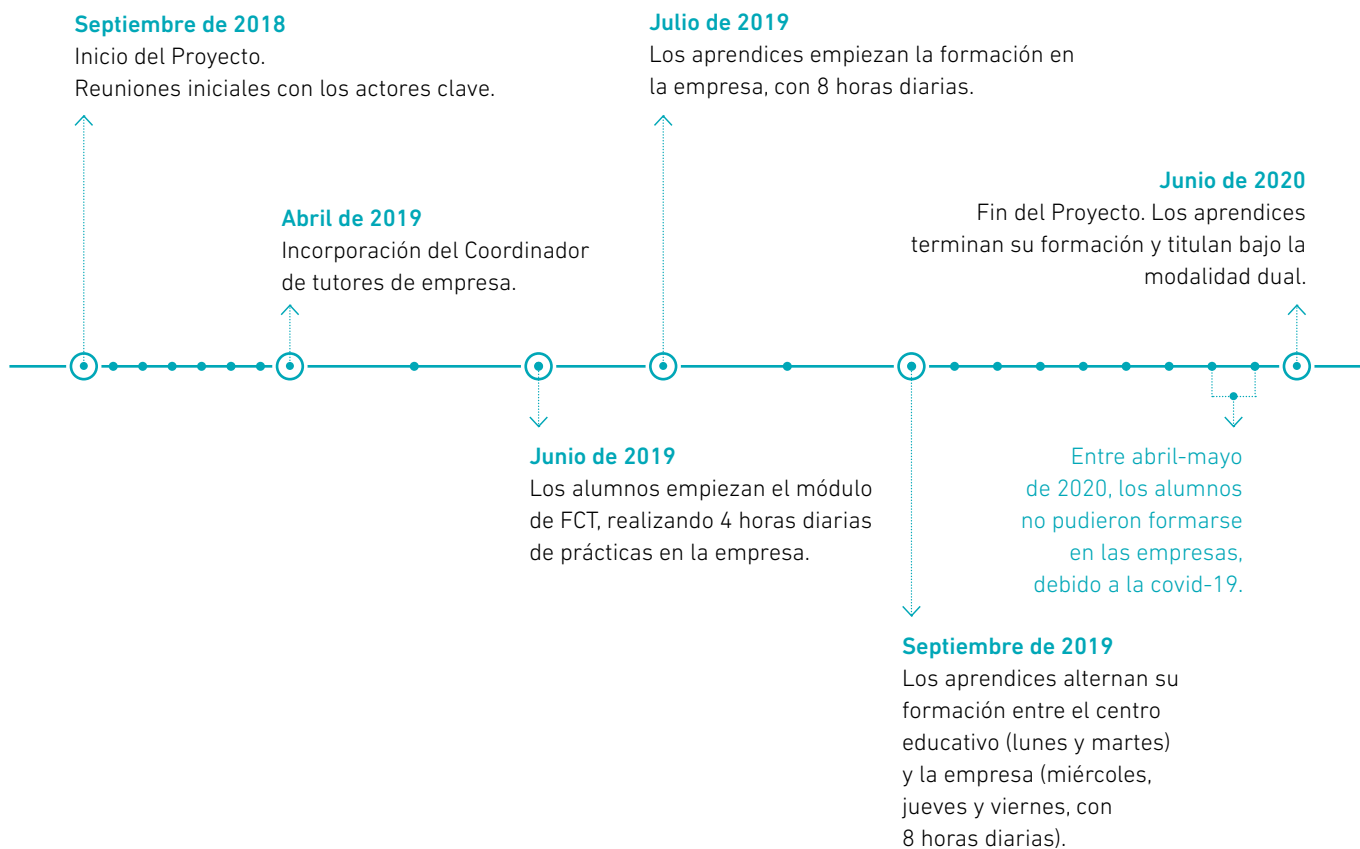 Septiembre de 2018
Inicio del Proyecto.
Reuniones iniciales con los actores clave.
Julio de 2019
Los aprendices empiezan la formación en
la empresa, con 8 horas diarias.
Abril de 2019
Incorporación del Coordinador
de tutores de empresa.
Junio de 2020
Fin del Proyecto. Los aprendices
terminan su formación y titulan bajo la
modalidad dual.
Junio de 2019
Los alumnos empiezan el módulo
de FCT, realizando 4 horas diarias
de prácticas en la empresa.
Entre abril-mayo
de 2020, los alumnos
no pudieron formarse
en las empresas,
debido a la covid-19.
Septiembre de 2019
Los aprendices alternan su
formación entre el centro
educativo (lunes y martes)
y la empresa (miércoles,
jueves y viernes, con
8 horas diarias).